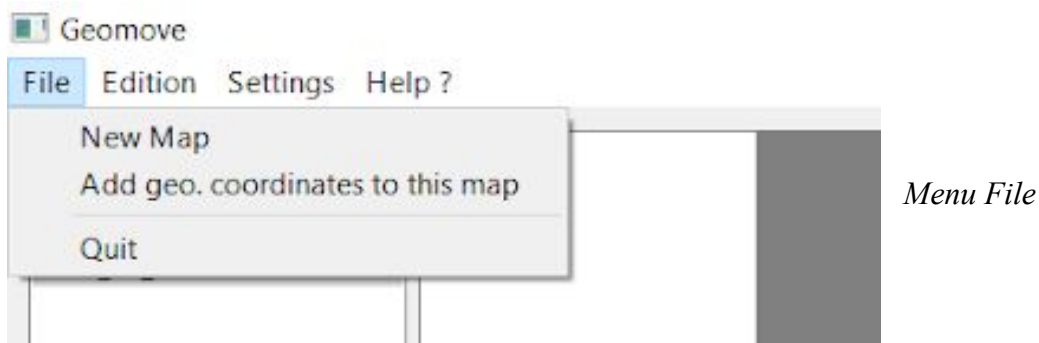 Geomove
File Edition Settings Help ?
New Map
Add geo. coordinates to this map
Menu File
Quit